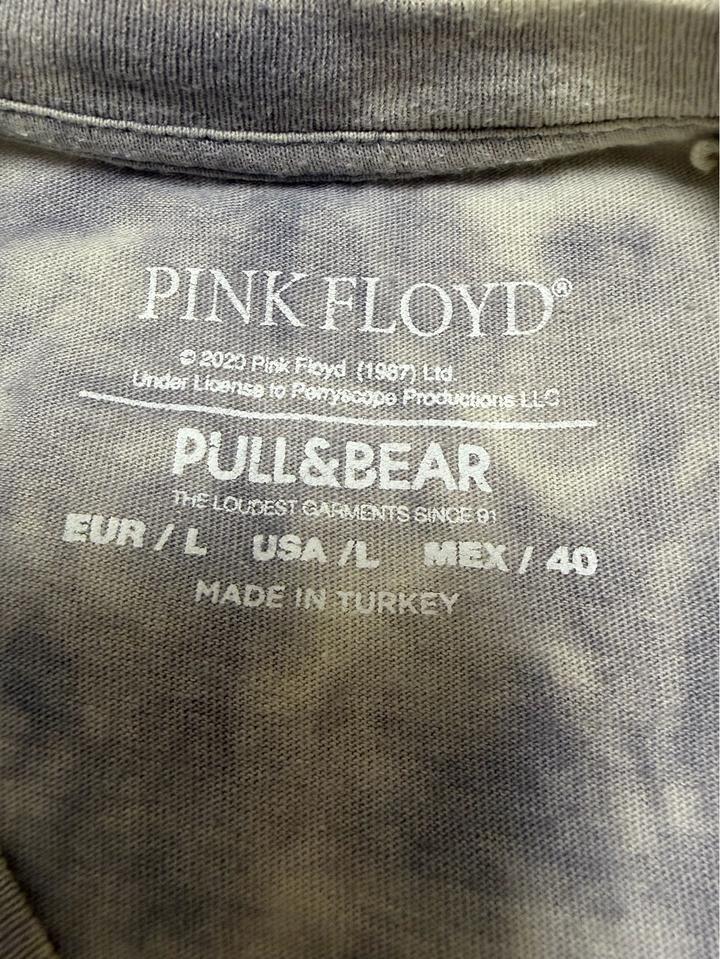 PINK FLOYD®
© 2020 Pink Floyd (1987) Ltd.
Under License to Perryscope Productions LLC
PULL&BEAR
THE LOUDEST GARMENTS SINCE 91
EUR / L USA /L MEX / 40
MADE IN TURKEY